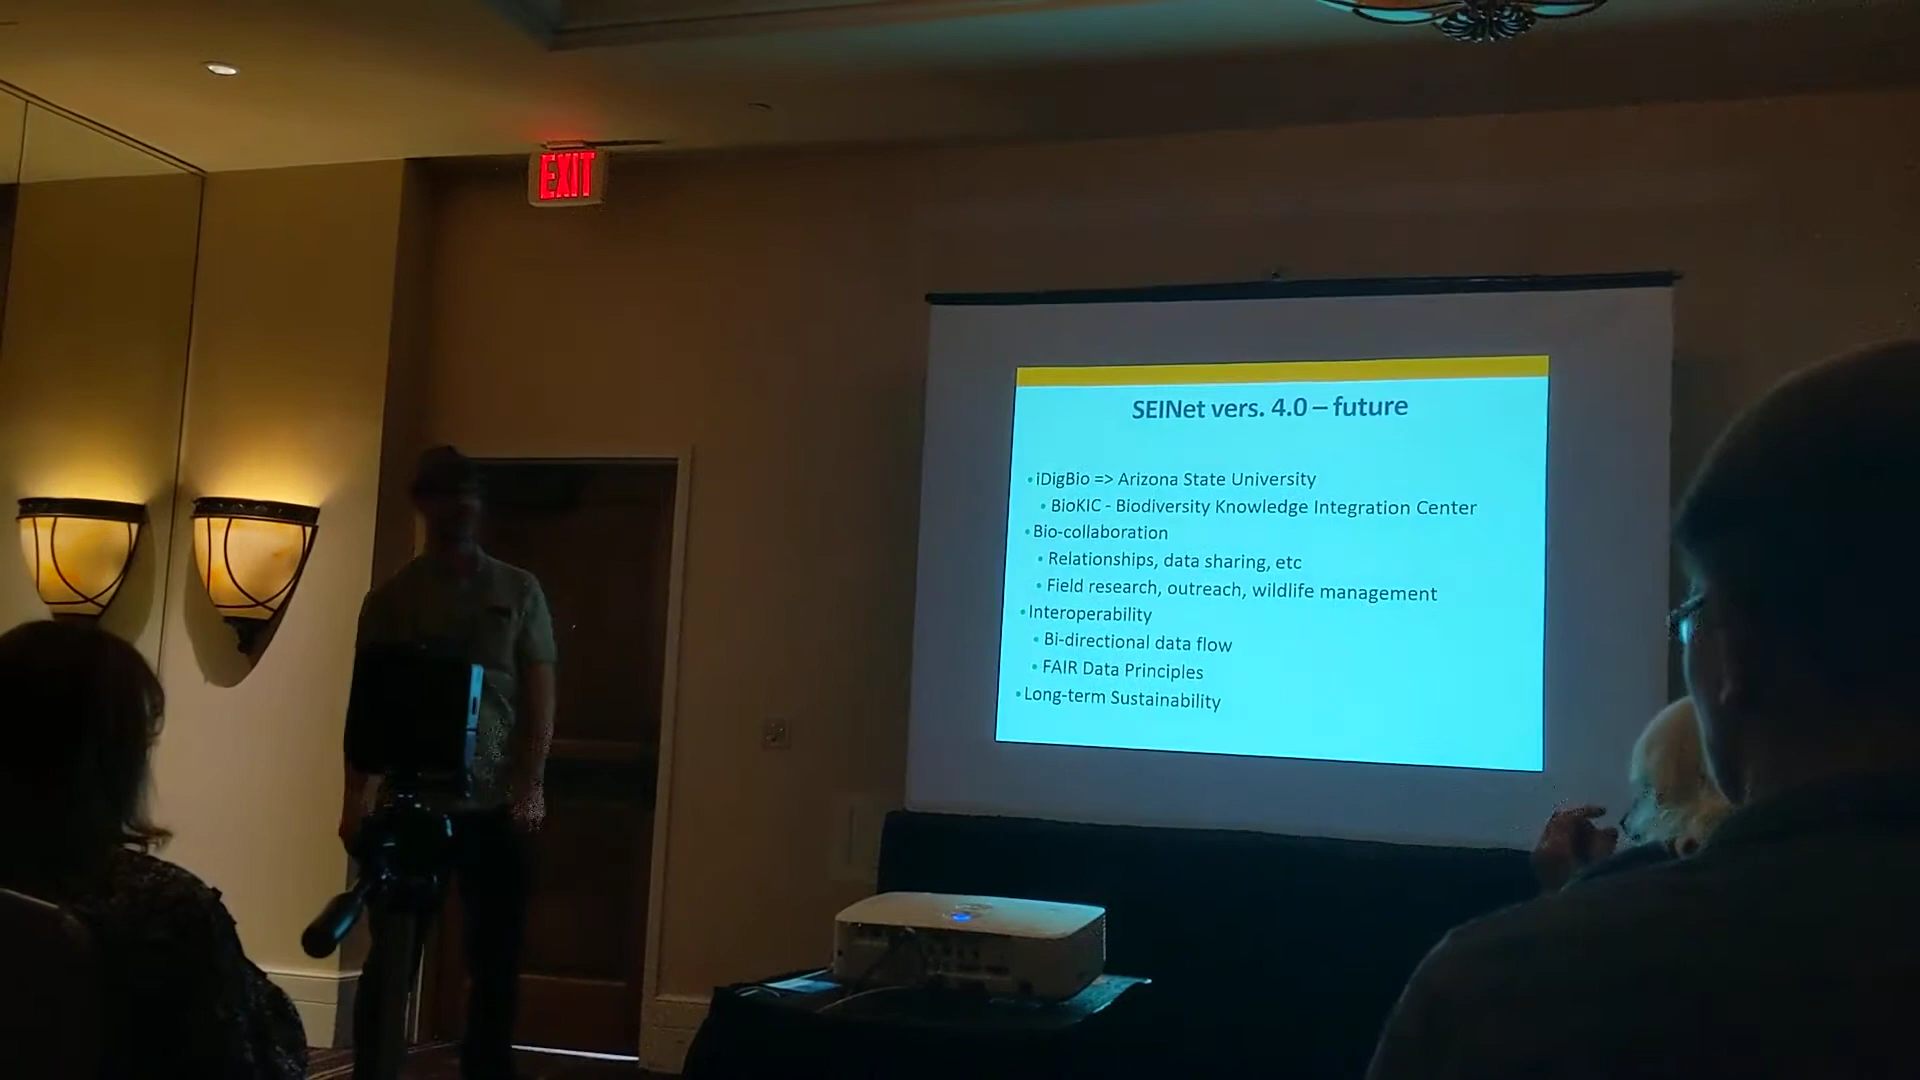 EXIT
SEINet vers. 4.0 – future
• iDigBio => Arizona State University
• BioKIC - Biodiversity Knowledge Integration Center
• Bio-collaboration
• Relationships, data sharing, etc
• Field research, outreach, wildlife management
• Interoperability
• Bi-directional data flow
• FAIR Data Principles
• Long-term Sustainability